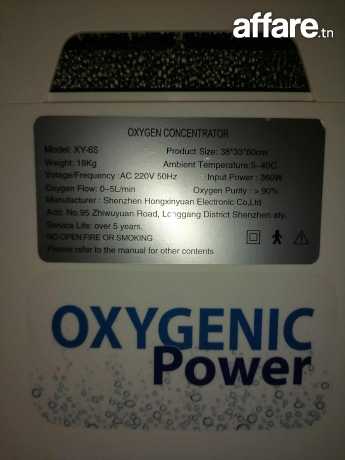 affare.tn
OXYGEN CONCENTRATOR
Model: XY-6S Product Size: 38*33*60cm
Weight: 18Kg Ambient Temperature:5-40C
Votage/Frequency :AC 220V 50Hz Input Power : 360W
Oxygen Flow: 0~5L/min Oxygen Purity : > 90%
Manufacturer : Shenzhen Hongxinyuan Electronic Co,Ltd
Add: No.95 Zhiwuyuan Road, Longgang District Shenzhen
Service Life: over 5 years.
NO OPEN FIRE OR SMOKING
Please refer to the manual for other contents
OXYGENIC
Power